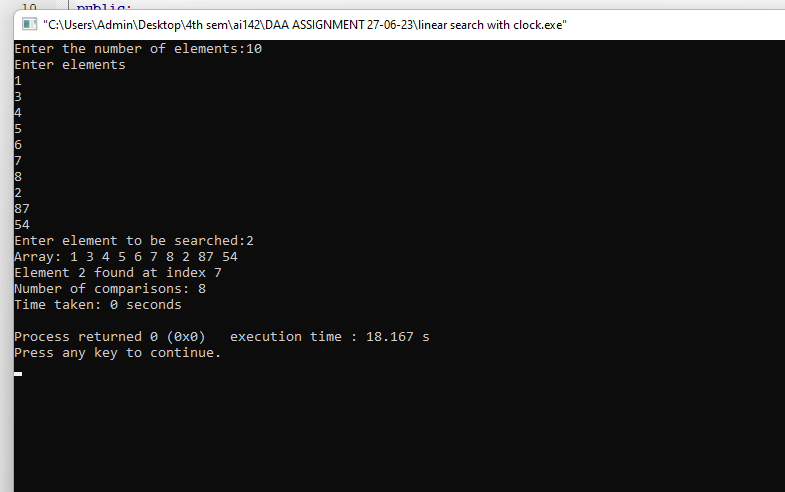 10 public:
"C:\Users\Admin\Desktop\4th sem\ai142\DAA ASSIGNMENT 27-06-23\linear search with clock.exe"
Enter the number of elements:10
Enter elements
1
3
4
5
6
7
8
2
87
54
Enter element to be searched:2
Array: 1 3 4 5 6 7 8 2 87 54
Element 2 found at index 7
Number of comparisons: 8
Time taken: 0 seconds
Process returned 0 (0x0)   execution time : 18.167 s
Press any key to continue.